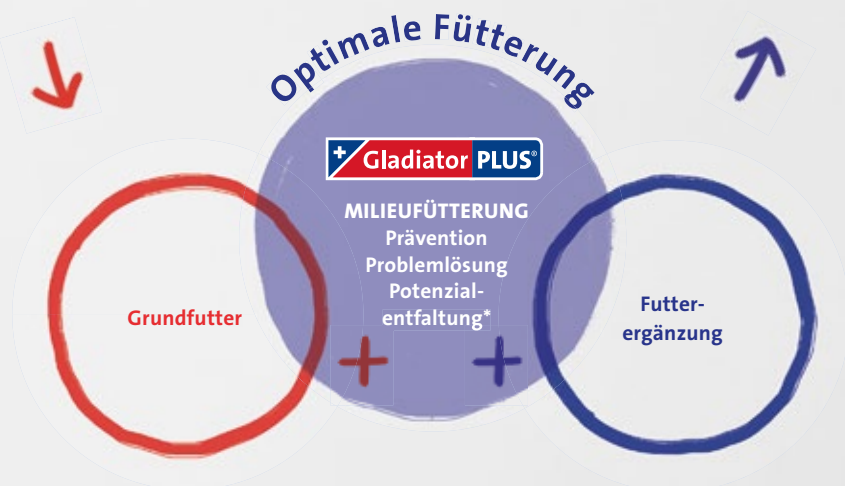 Optimale Fütterung
+ Gladiator PLUS®
MILIEUFÜTTERUNG
Prävention
Problemlösung
Potenzial-
entfaltung*
Grundfutter
Futter-
ergänzung
+ +